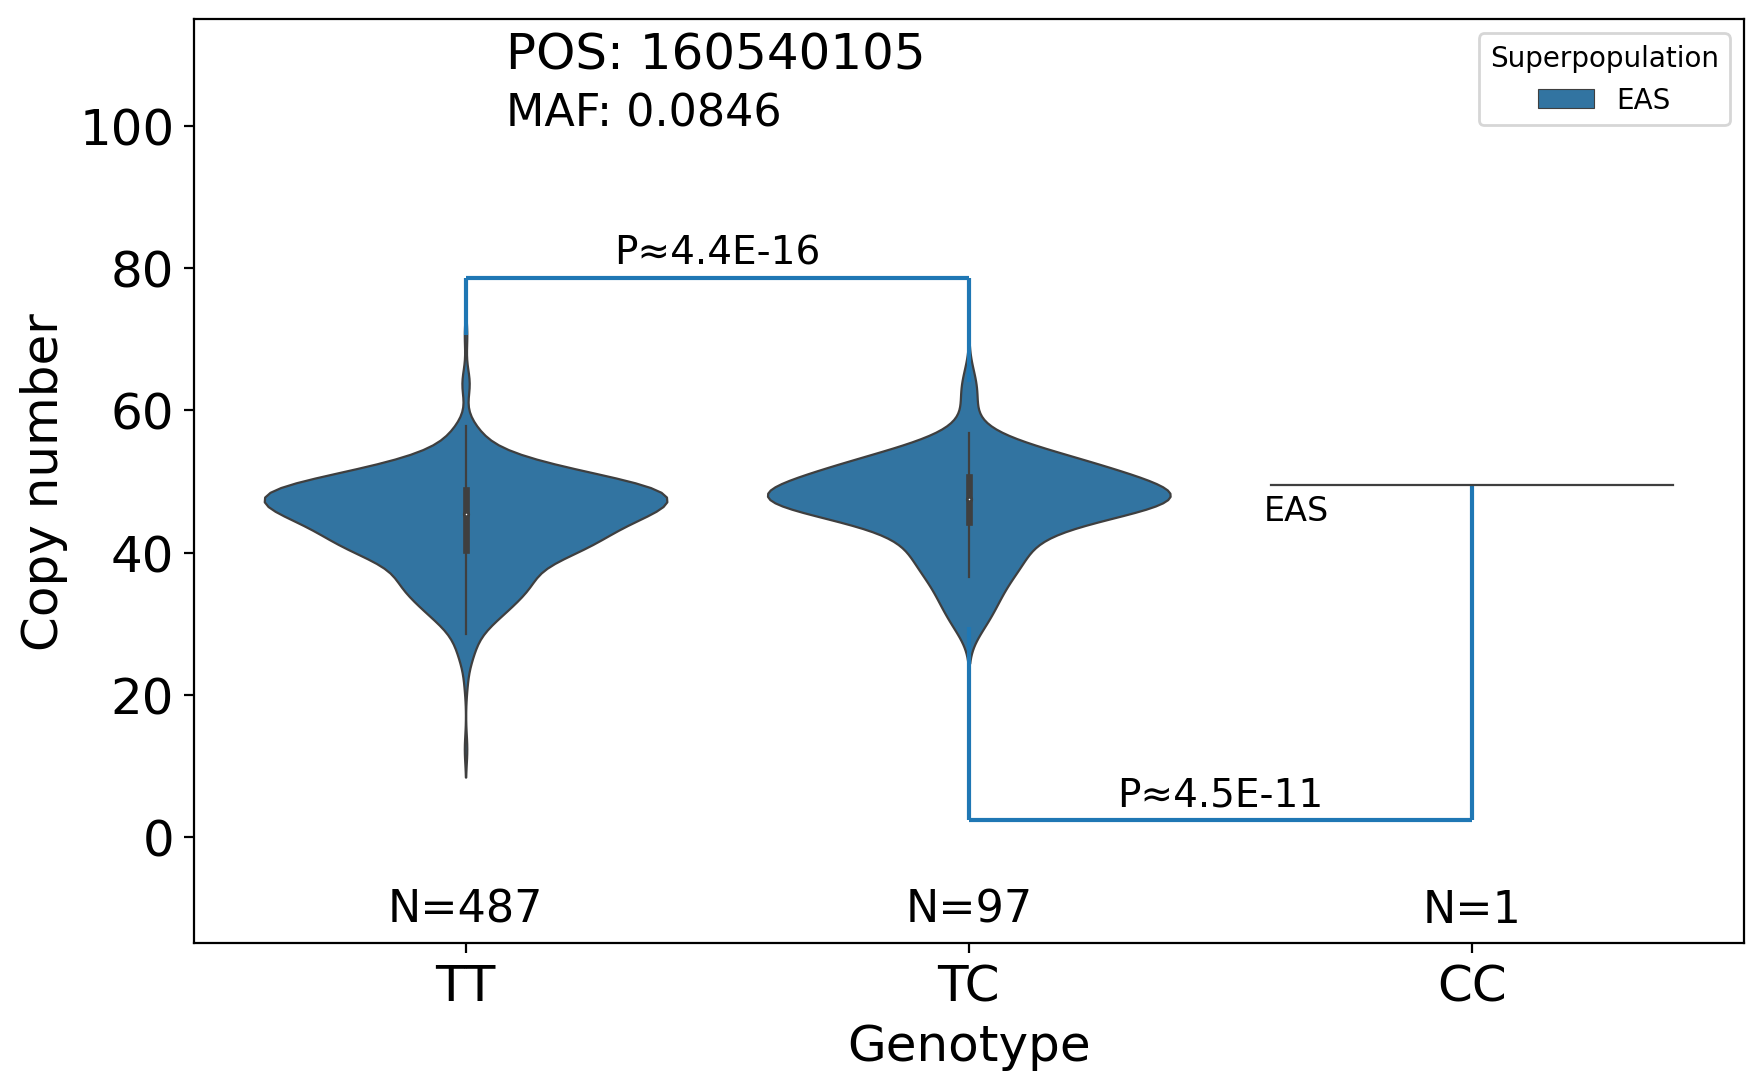 POS: 160540105
MAF: 0.0846
Superpopulation
EAS
100
80
60
40
20
0
Copy number
P≈4.4E-16
EAS
P≈4.5E-11
N=487
N=97
N=1
TT
TC
CC
Genotype